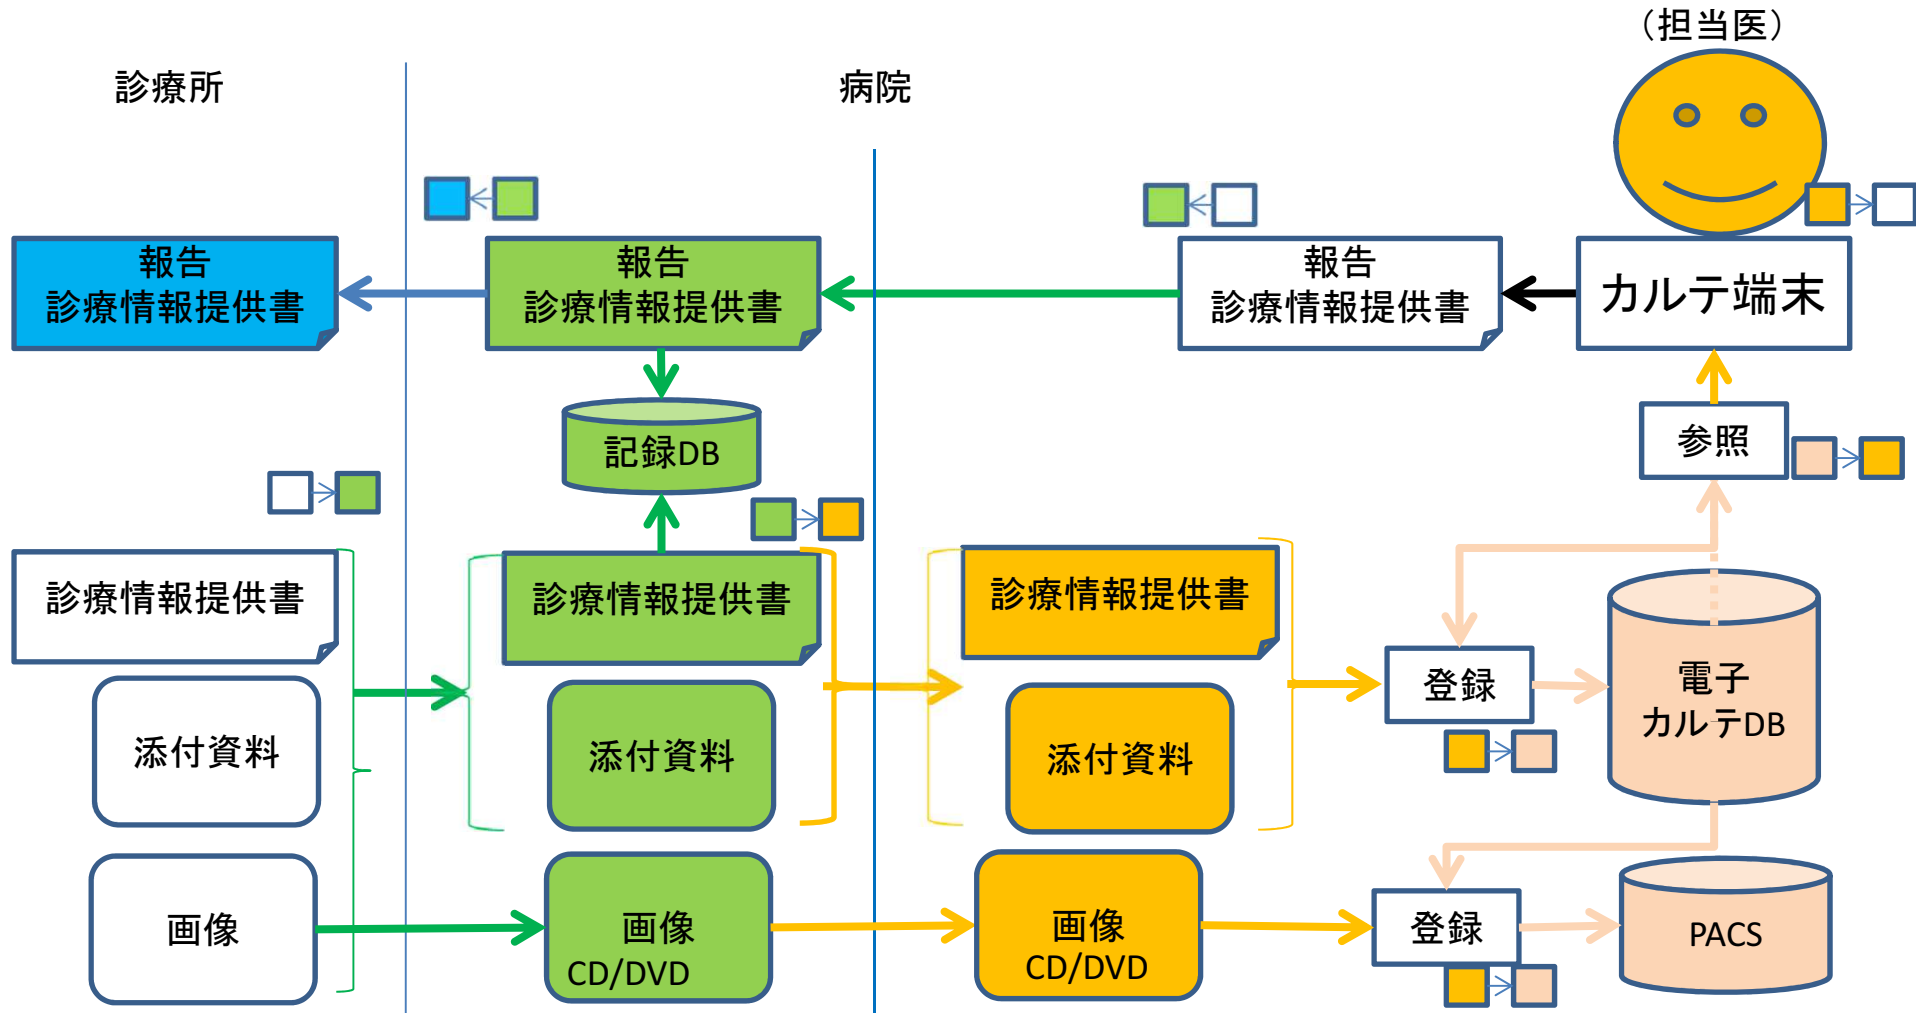 (担当医)
診療所
病院
報告
診療情報提供書
報告
診療情報提供書
報告
診療情報提供書
カルテ端末
記録DB
参照
診療情報提供書
診療情報提供書
診療情報提供書
登録
電子
カルテDB
添付資料
添付資料
添付資料
画像
画像
CD/DVD
画像
CD/DVD
登録
PACS